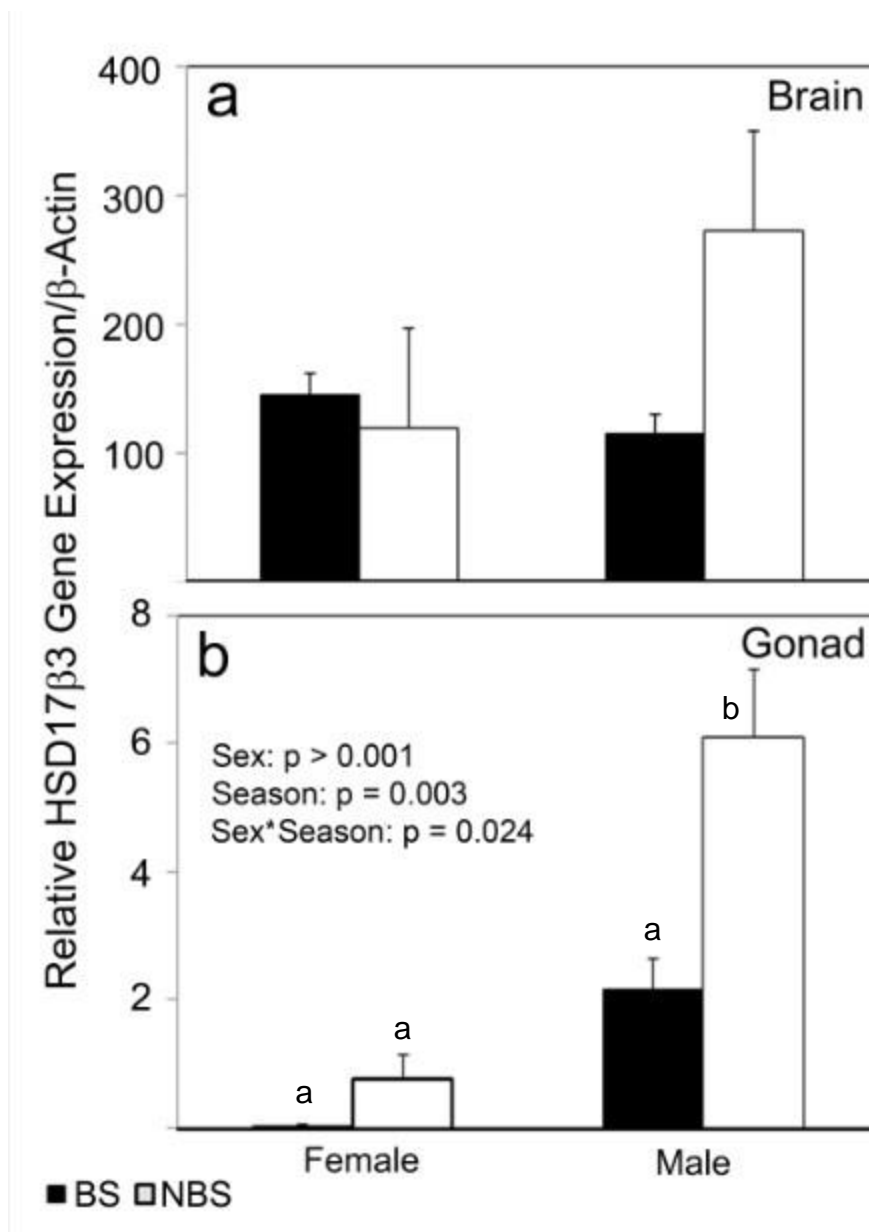 Relative HSD17β3 Gene Expression/β-Actin
400
300
200
100
a
Brain
8
6
4
2
b
Gonad
Sex: p > 0.001
Season: p = 0.003
Sex*Season: p = 0.024
a
a
a
b
Female
Male
BS NBS